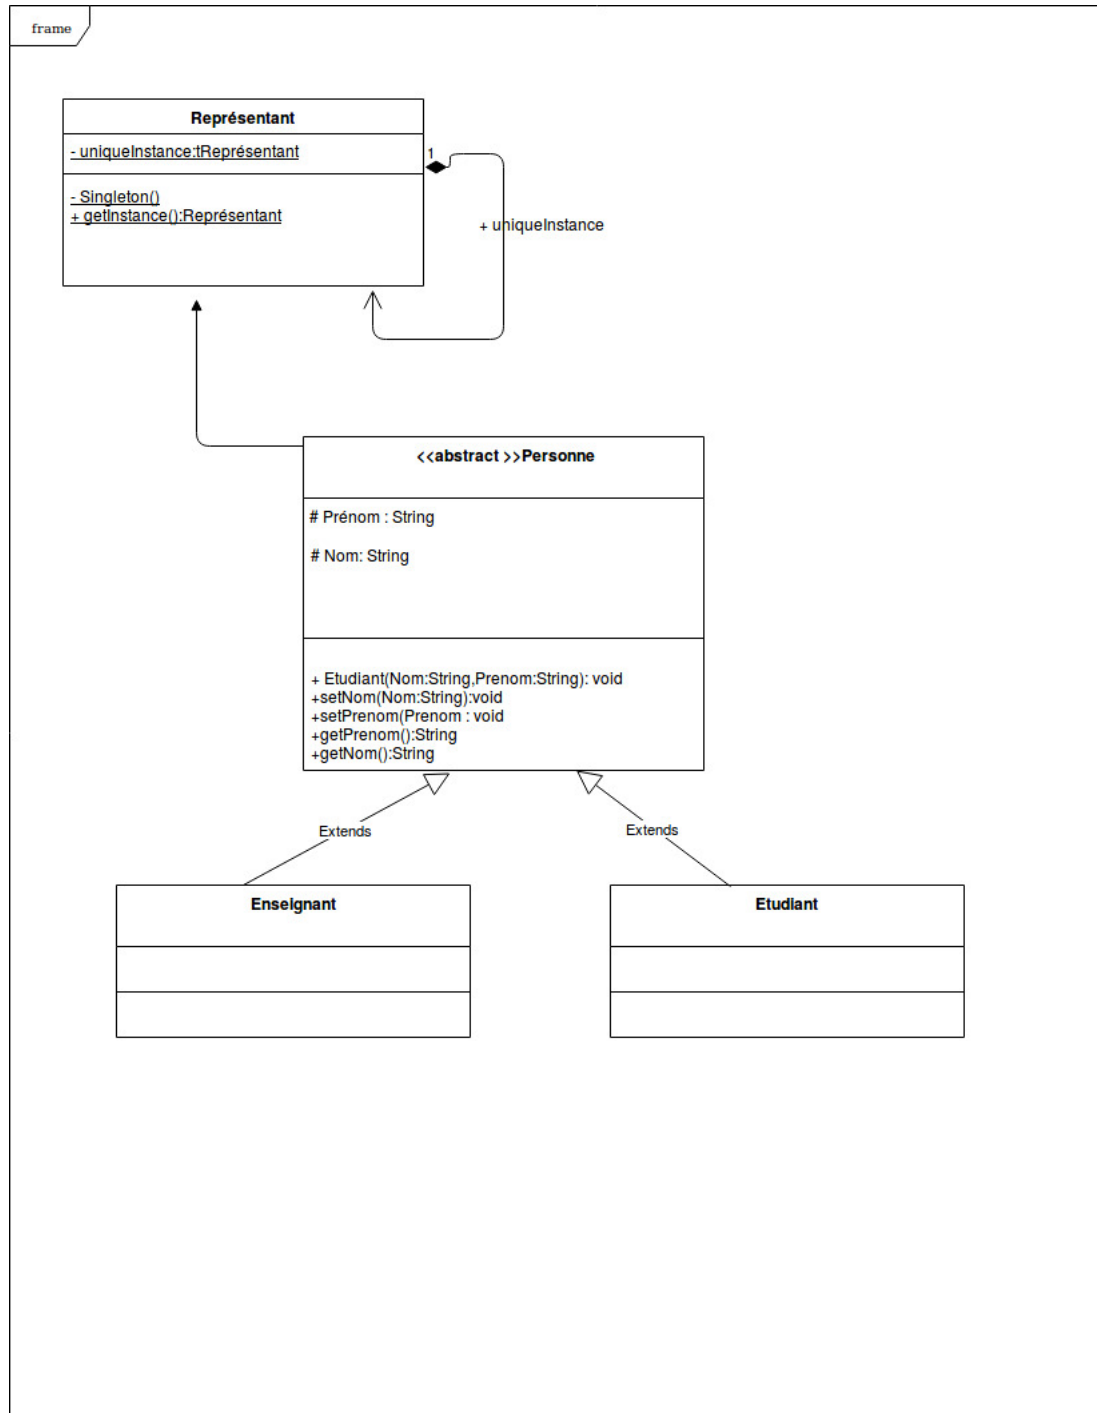 frame
Représentant
- uniqueInstance:tReprésentant
1
- Singleton()
+ getInstance():Représentant
+ uniqueInstance
<<abstract >>Personne
# Prénom : String
# Nom: String
+ Etudiant(Nom:String,Prenom:String): void
+setNom(Nom:String):void
+setPrenom(Prenom : void
+getPrenom():String
+getNom():String
Extends
Extends
Enseignant
Etudiant